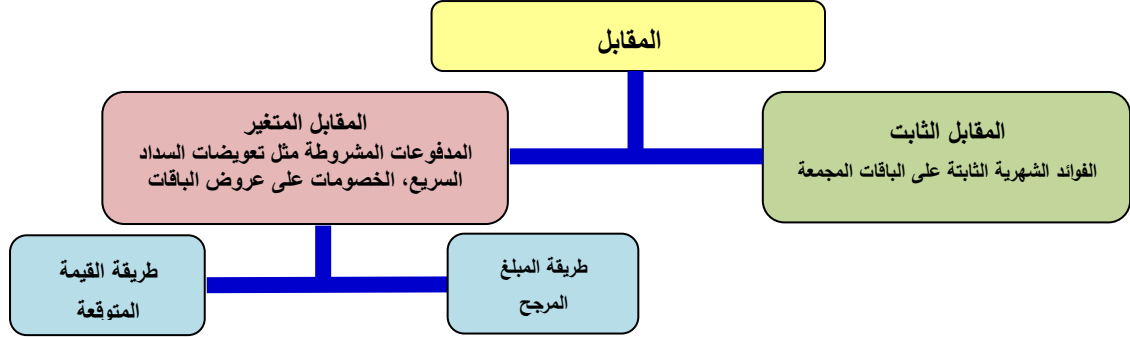 المقابل
المقابل الثابت
الفوائد الشهرية الثابتة على الباقات المجمعة
المقابل المتغير
المدفوعات المشروطة مثل تعويضات السداد
السريع، الخصومات على عروض الباقات
طريقة المبلغ
المرجح
طريقة القيمة
المتوقعة